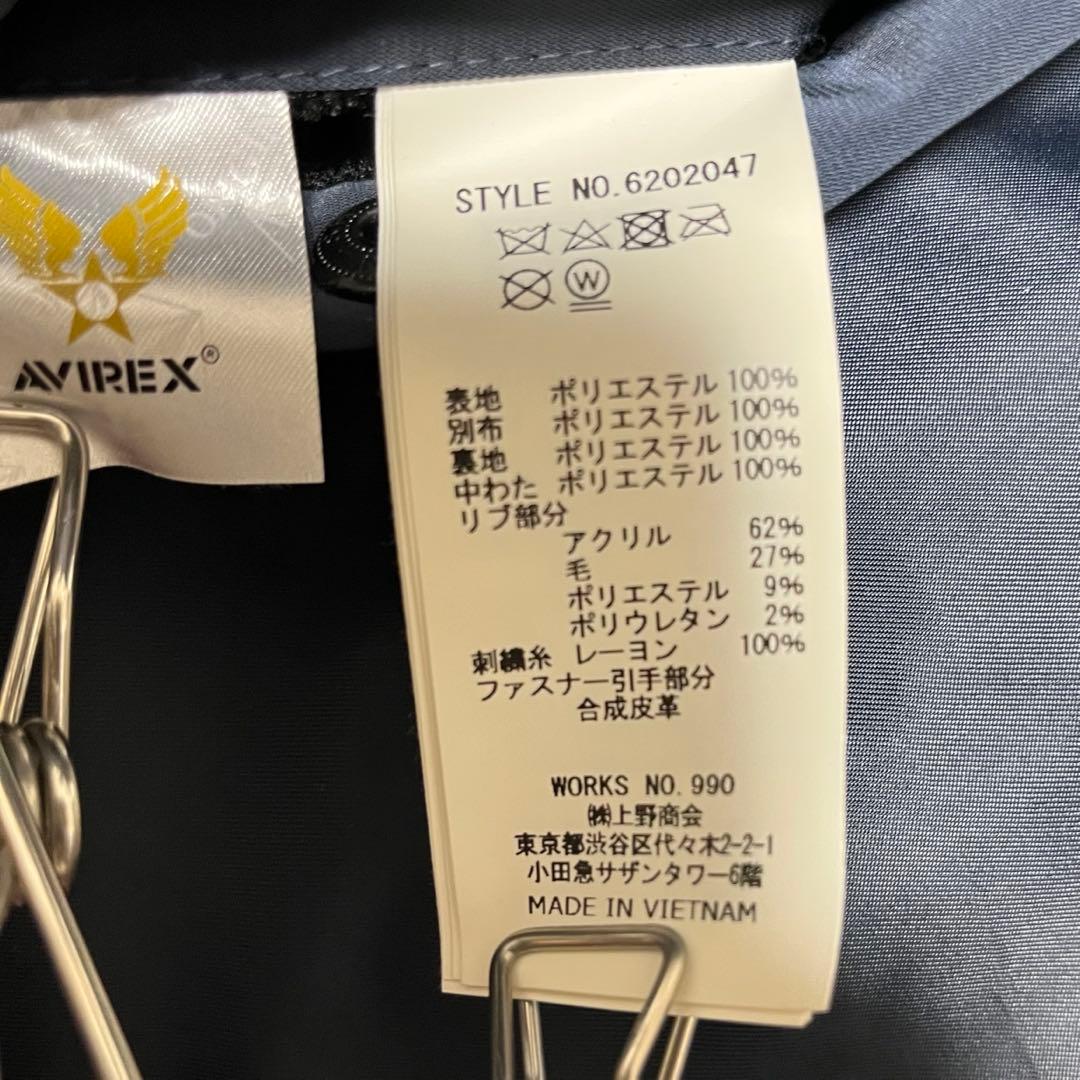 AVIREX®
STYLE NO.6202047
W
表地 ポリエステル 100%
別布 ポリエステル 100%
裏地 ポリエステル 100%
中わた ポリエステル 100%
リブ部分
アクリル 62%
毛 27%
ポリエステル 9%
ポリウレタン 2%
刺繍糸 レーヨン 100%
ファスナー引手部分
合成皮革
WORKS NO.990
㈱上野商会
東京都渋谷区代々木2-2-1
小田急サザンタワー6階
MADE IN VIETNAM